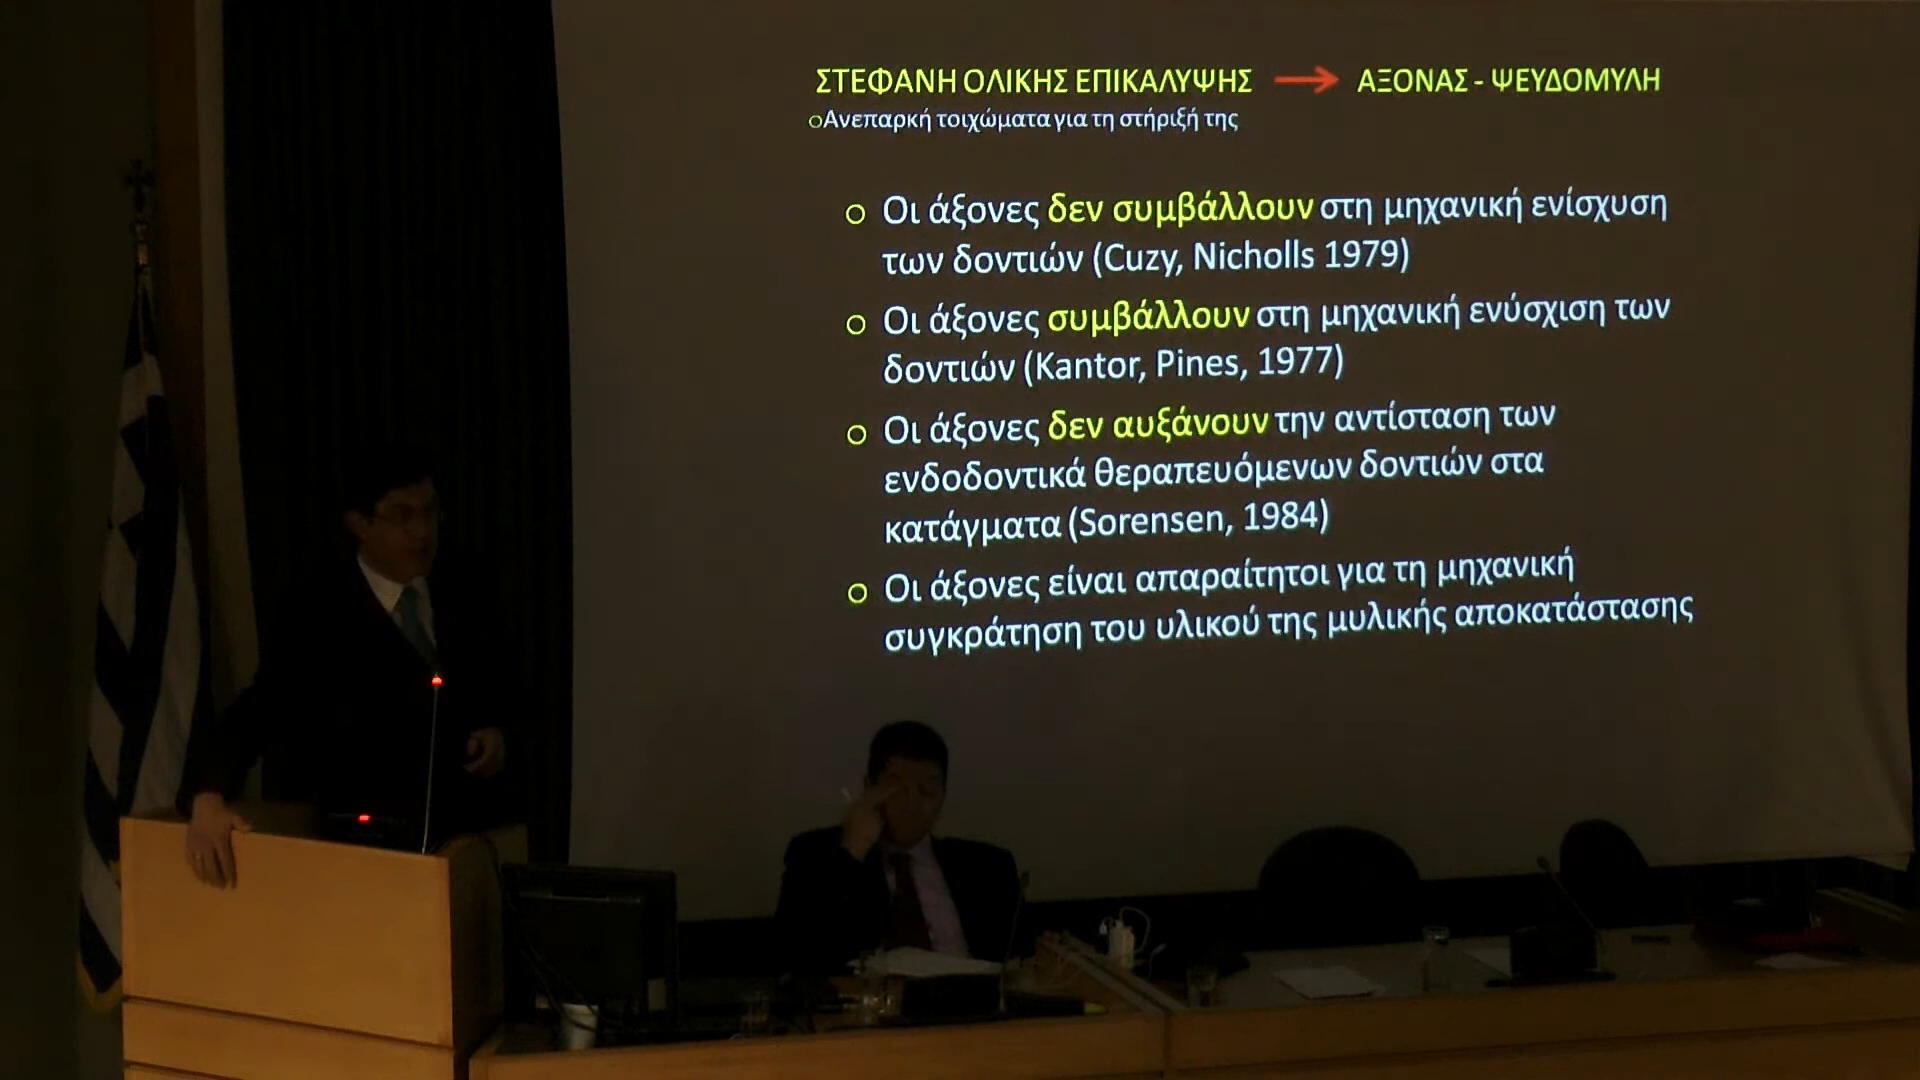 ΣΤΕΦΑΝΗ ΟΛΙΚΗΣ ΕΠΙΚΑΛΥΨΗΣ → ΑΞΟΝΑΣ - ΨΕΥΔΟΜΥΛΗ
οΑνεπαρκή τοιχώματα για τη στήριξή της
ο Οι άξονες δεν συμβάλλουν στη μηχανική ενίσχυση
των δοντιών (Cuzy, Nicholls 1979)
ο Οι άξονες συμβάλλουν στη μηχανική ενύσχιση των
δοντιών (Kantor, Pines, 1977)
ο Οι άξονες δεν αυξάνουν την αντίσταση των
ενδοδοντικά θεραπευόμενων δοντιών στα
κατάγματα (Sorensen, 1984)
ο Οι άξονες είναι απαραίτητοι για τη μηχανική
συγκράτηση του υλικού της μυλικής αποκατάστασης